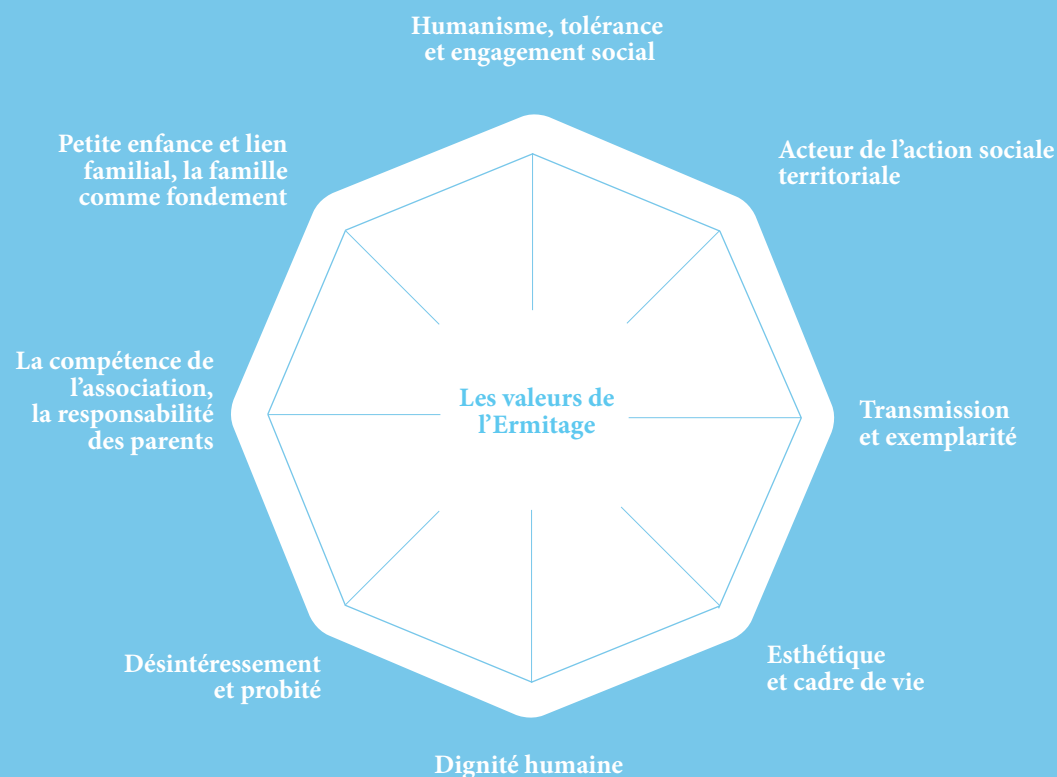 Humanisme, tolérance
et engagement social
Petite enfance et lien
familial, la famille
comme fondement
Acteur de l'action sociale
territoriale
La compétence de
l'association,
la responsabilité
des parents
Les valeurs de
l'Ermitage
Transmission
et exemplarité
Désintéressement
et probité
Esthétique
et cadre de vie
Dignité humaine